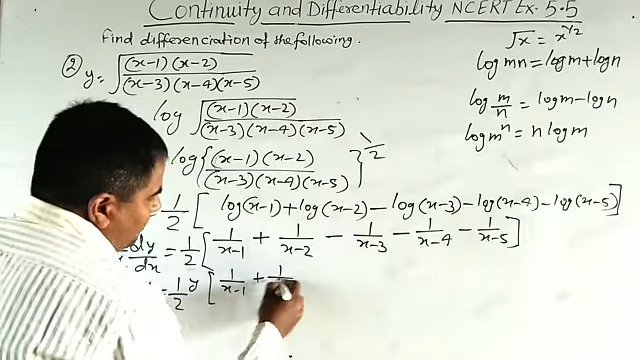 Continuity and Differentiability NCERT Ex. 5.5
Find differenciation of the following.
√x = x^1/2
② y = √((x-1)(x-2) / (x-3)(x-4)(x-5))
log mn = log m + log n
log √((x-1)(x-2) / (x-3)(x-4)(x-5))
log m/n = log m - log n
log m^n = n log m
log {(x-1)(x-2) / (x-3)(x-4)(x-5)}^1/2
1/2 [log(x-1) + log(x-2) - log(x-3) - log(x-4) - log(x-5)]
dy/dx = 1/2 [1/(x-1) + 1/(x-2) - 1/(x-3) - 1/(x-4) - 1/(x-5)]
= 1/2 y [1/(x-1) + 1/